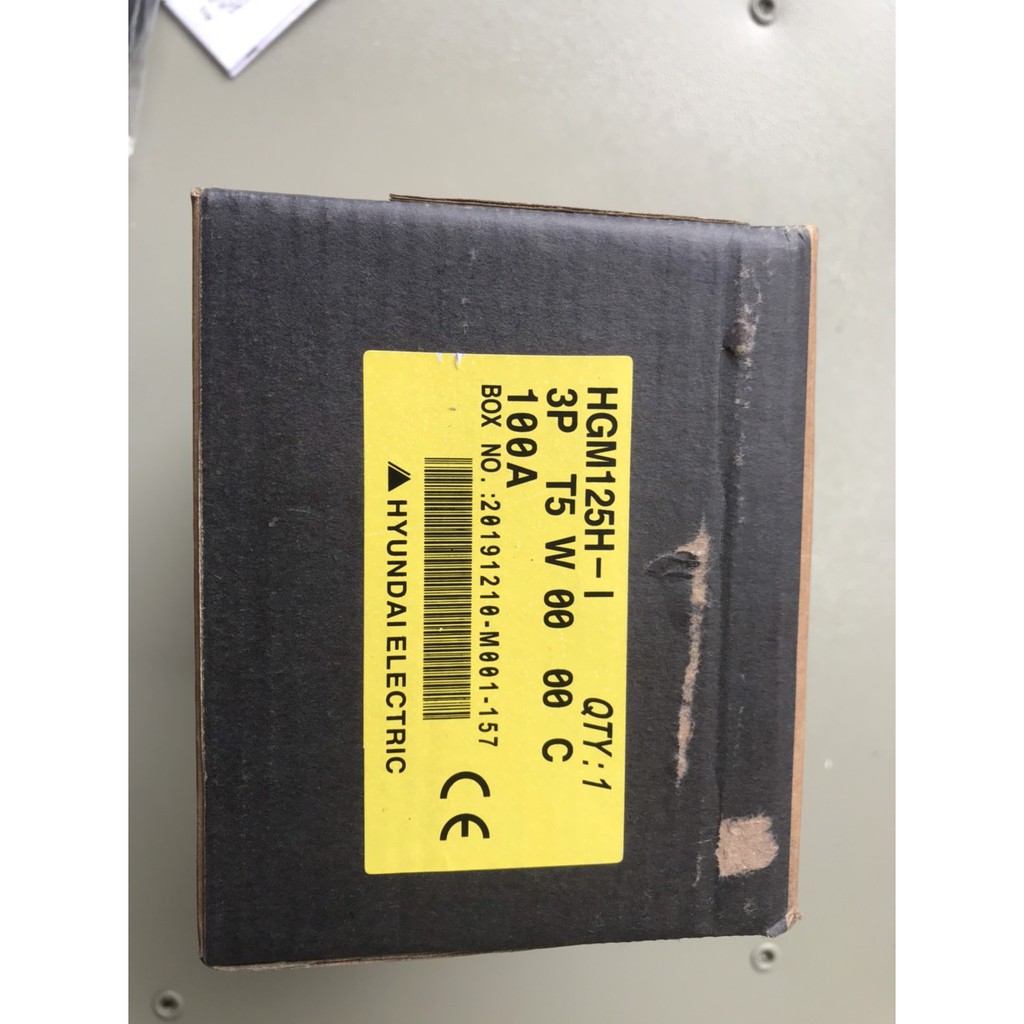 HGM125H-I QTY:1
3P T5 W 00 00 C
100A
BOX NO.:20191210-M001-157
HYUNDAI ELECTRIC
CE